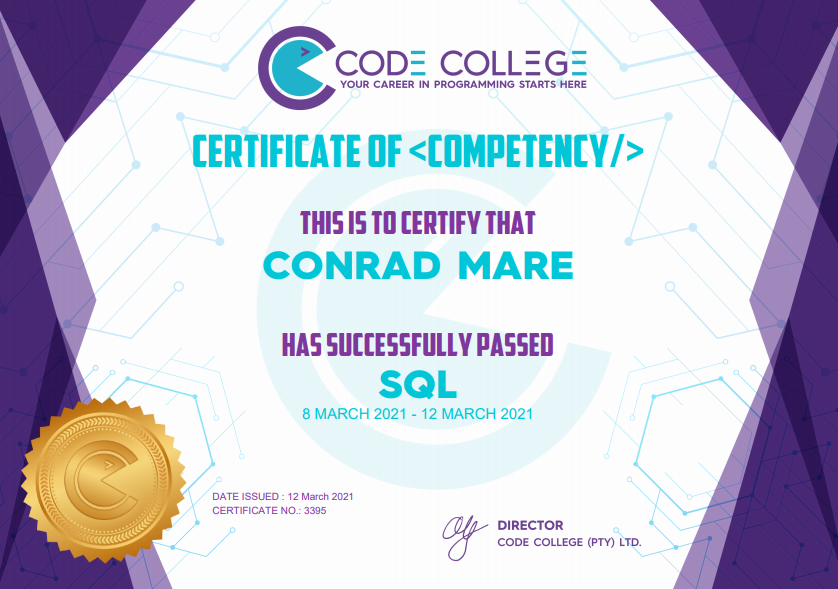 CODE COLLEGE
YOUR CAREER IN PROGRAMMING STARTS HERE
CERTIFICATE OF <COMPETENCY/>
THIS IS TO CERTIFY THAT
CONRAD MARE
HAS SUCCESSFULLY PASSED
SQL
8 MARCH 2021 - 12 MARCH 2021
DATE ISSUED : 12 March 2021
CERTIFICATE NO.: 3395
DIRECTOR
CODE COLLEGE (PTY) LTD.